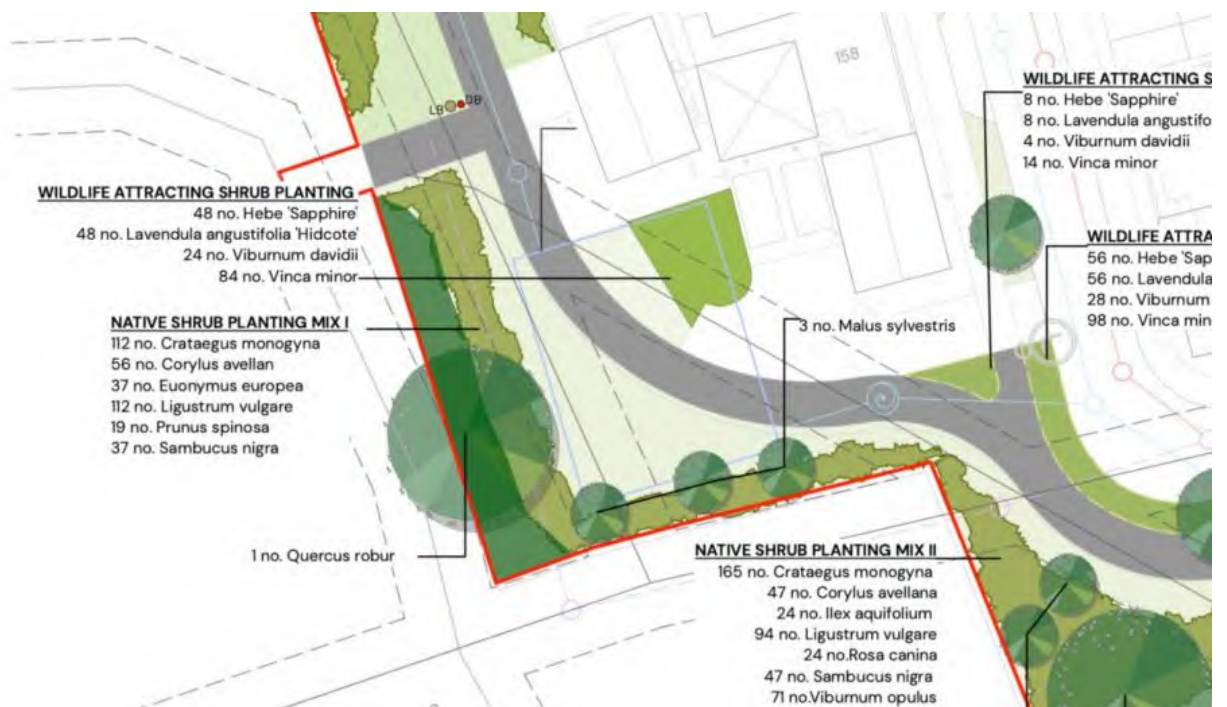 158
LB
DB
WILDLIFE ATTRACTING SHRUB PLANTING
48 no. Hebe 'Sapphire'
48 no. Lavendula angustifolia 'Hidcote'
24 no. Viburnum davidii
84 no. Vinca minor
NATIVE SHRUB PLANTING MIX I
112 no. Crataegus monogyna
56 no. Corylus avellan
37 no. Euonymus europea
112 no. Ligustrum vulgare
19 no. Prunus spinosa
37 no. Sambucus nigra
1 no. Quercus robur
3 no. Malus sylvestris
WILDLIFE ATTRACTING S
8 no. Hebe 'Sapphire'
8 no. Lavendula angustifo
4 no. Viburnum davidii
14 no. Vinca minor
WILDLIFE ATTRA
56 no. Hebe 'Sap
56 no. Lavendula
28 no. Viburnum
98 no. Vinca min
NATIVE SHRUB PLANTING MIX II
165 no. Crataegus monogyna
47 no. Corylus avellana
24 no. Ilex aquifolium
94 no. Ligustrum vulgare
24 no.Rosa canina
47 no. Sambucus nigra
71 no.Viburnum opulus